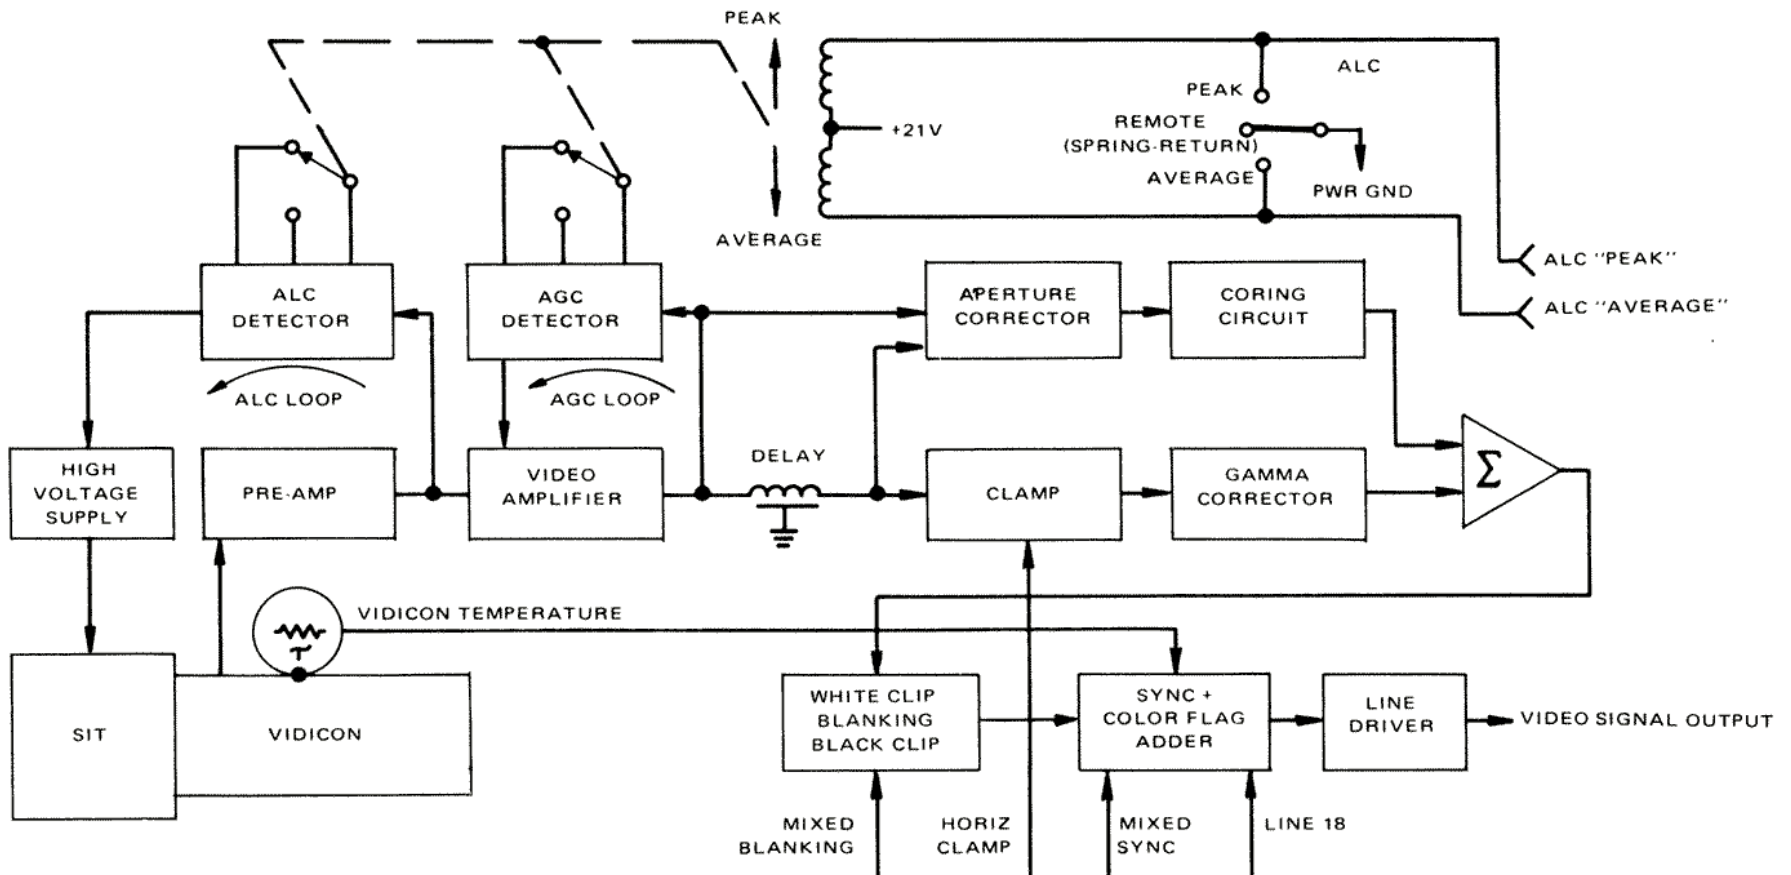 PEAK
ALC
PEAK
+21V
REMOTE
(SPRING-RETURN)
AVERAGE
PWR GND
AVERAGE
ALC "PEAK"
ALC "AVERAGE"
ALC
DETECTOR
AGC
DETECTOR
APERTURE
CORRECTOR
CORING
CIRCUIT
ALC LOOP
AGC LOOP
HIGH
VOLTAGE
SUPPLY
PRE-AMP
VIDEO
AMPLIFIER
DELAY
CLAMP
GAMMA
CORRECTOR
Σ
VIDICON TEMPERATURE
τ
SIT
VIDICON
WHITE CLIP
BLANKING
BLACK CLIP
SYNC +
COLOR FLAG
ADDER
LINE
DRIVER
VIDEO SIGNAL OUTPUT
MIXED
BLANKING
HORIZ
CLAMP
MIXED
SYNC
LINE 18